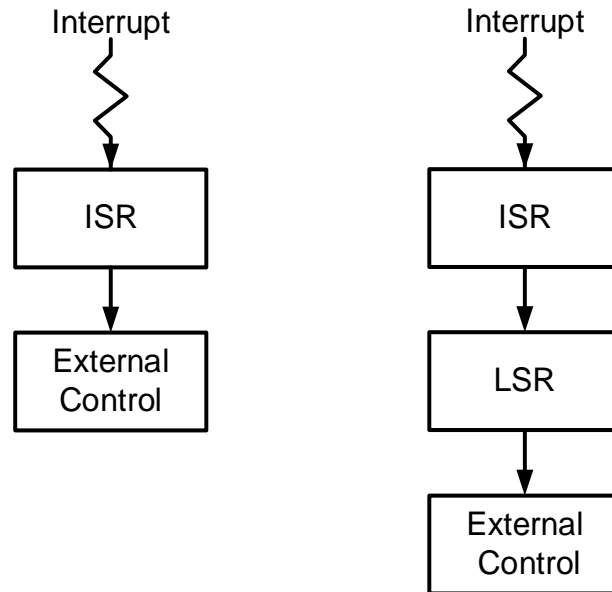 Interrupt
ISR
External
Control
Interrupt
ISR
LSR
External
Control